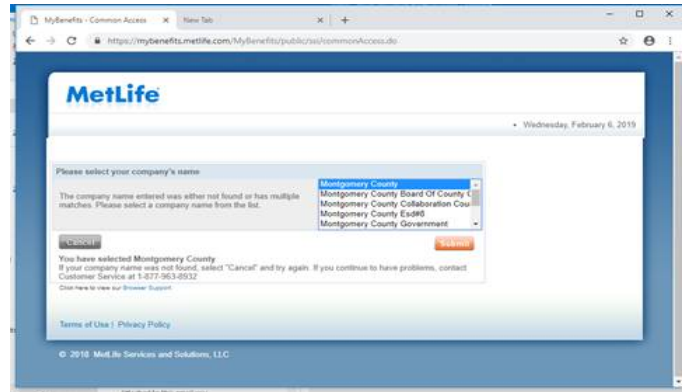 MyBenefits - Common Access
New Tab
https://mybenefits.metlife.com/MyBenefits/public/ssi/commonAccess.do
MetLife
• Wednesday, February 6, 2019
Please select your company's name
The company name entered was either not found or has multiple
matches. Please select a company name from the list.
Montgomery County
Montgomery County Board Of County C
Montgomery County Collaboration Cou
Montgomery County Esd#8
Montgomery County Government
Cancel
Submit
You have selected Montgomery County
If your company name was not found, select "Cancel" and try again. If you continue to have problems, contact
Customer Service at 1-877-963-8932
Click here to view our Browser Support
Terms of Use | Privacy Policy
© 2018 MetLife Services and Solutions, LLC